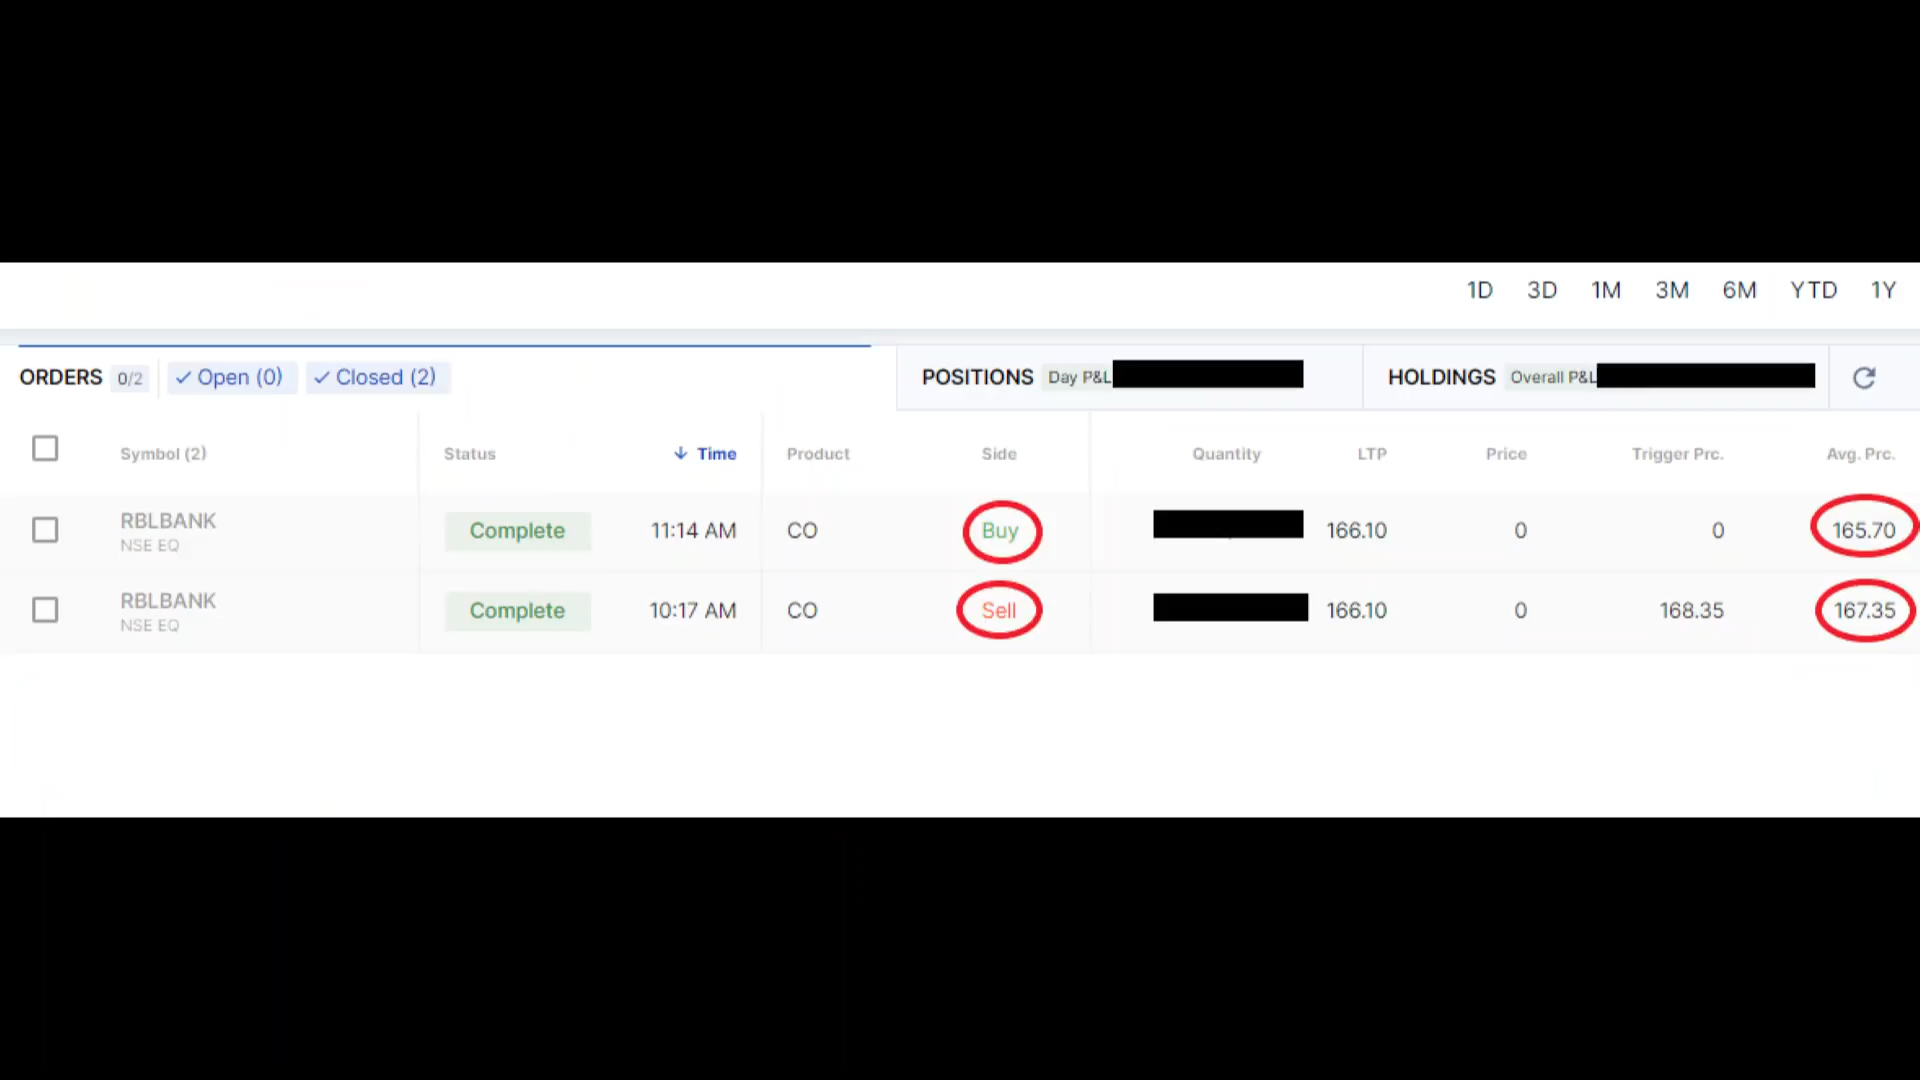 1D 3D 1M 3M 6M YTD 1Y
ORDERS 0/2 Open (0) Closed (2) POSITIONS Day P&L HOLDINGS Overall P&L
Symbol (2) Status Time Product Side Quantity LTP Price Trigger Prc. Avg. Prc.
RBLBANK Complete 11:14 AM CO Buy 166.10 0 0 165.70
NSE EQ
RBLBANK Complete 10:17 AM CO Sell 166.10 0 168.35 167.35
NSE EQ